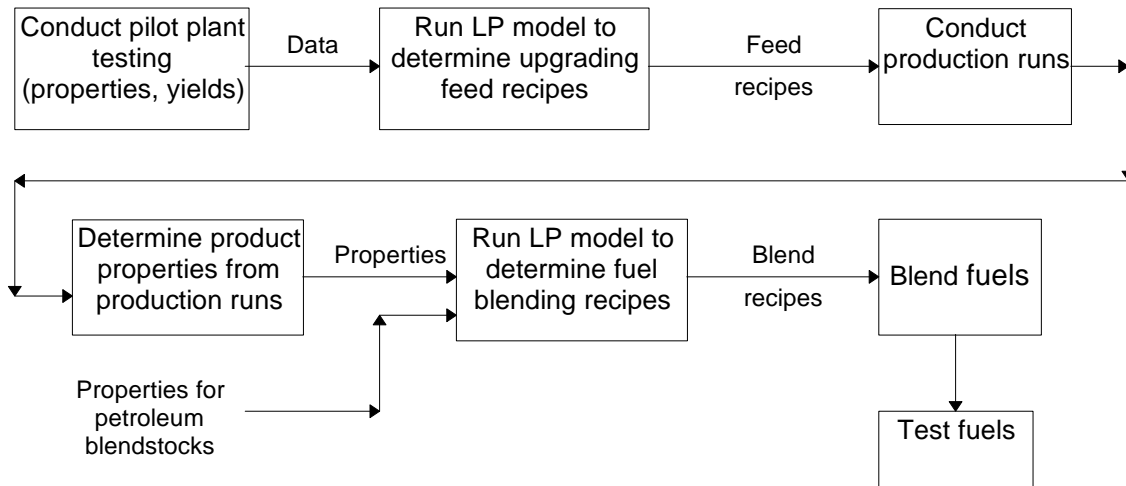 Conduct pilot plant
testing
(properties, yields)
Data
Run LP model to
determine upgrading
feed recipes
Feed
recipes
Conduct
production runs
Determine product
properties from
production runs
Properties
Run LP model to
determine fuel
blending recipes
Blend
recipes
Blend fuels
Properties for
petroleum
blendstocks
Test fuels